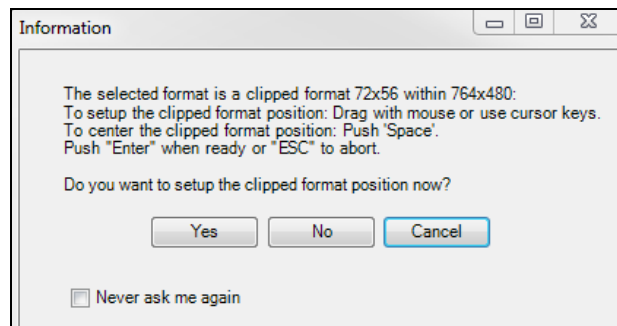 Information
The selected format is a clipped format 72x56 within 764x480:
To setup the clipped format position: Drag with mouse or use cursor keys.
To center the clipped format position: Push 'Space'.
Push "Enter" when ready or "ESC" to abort.
Do you want to setup the clipped format position now?
Yes No Cancel
Never ask me again